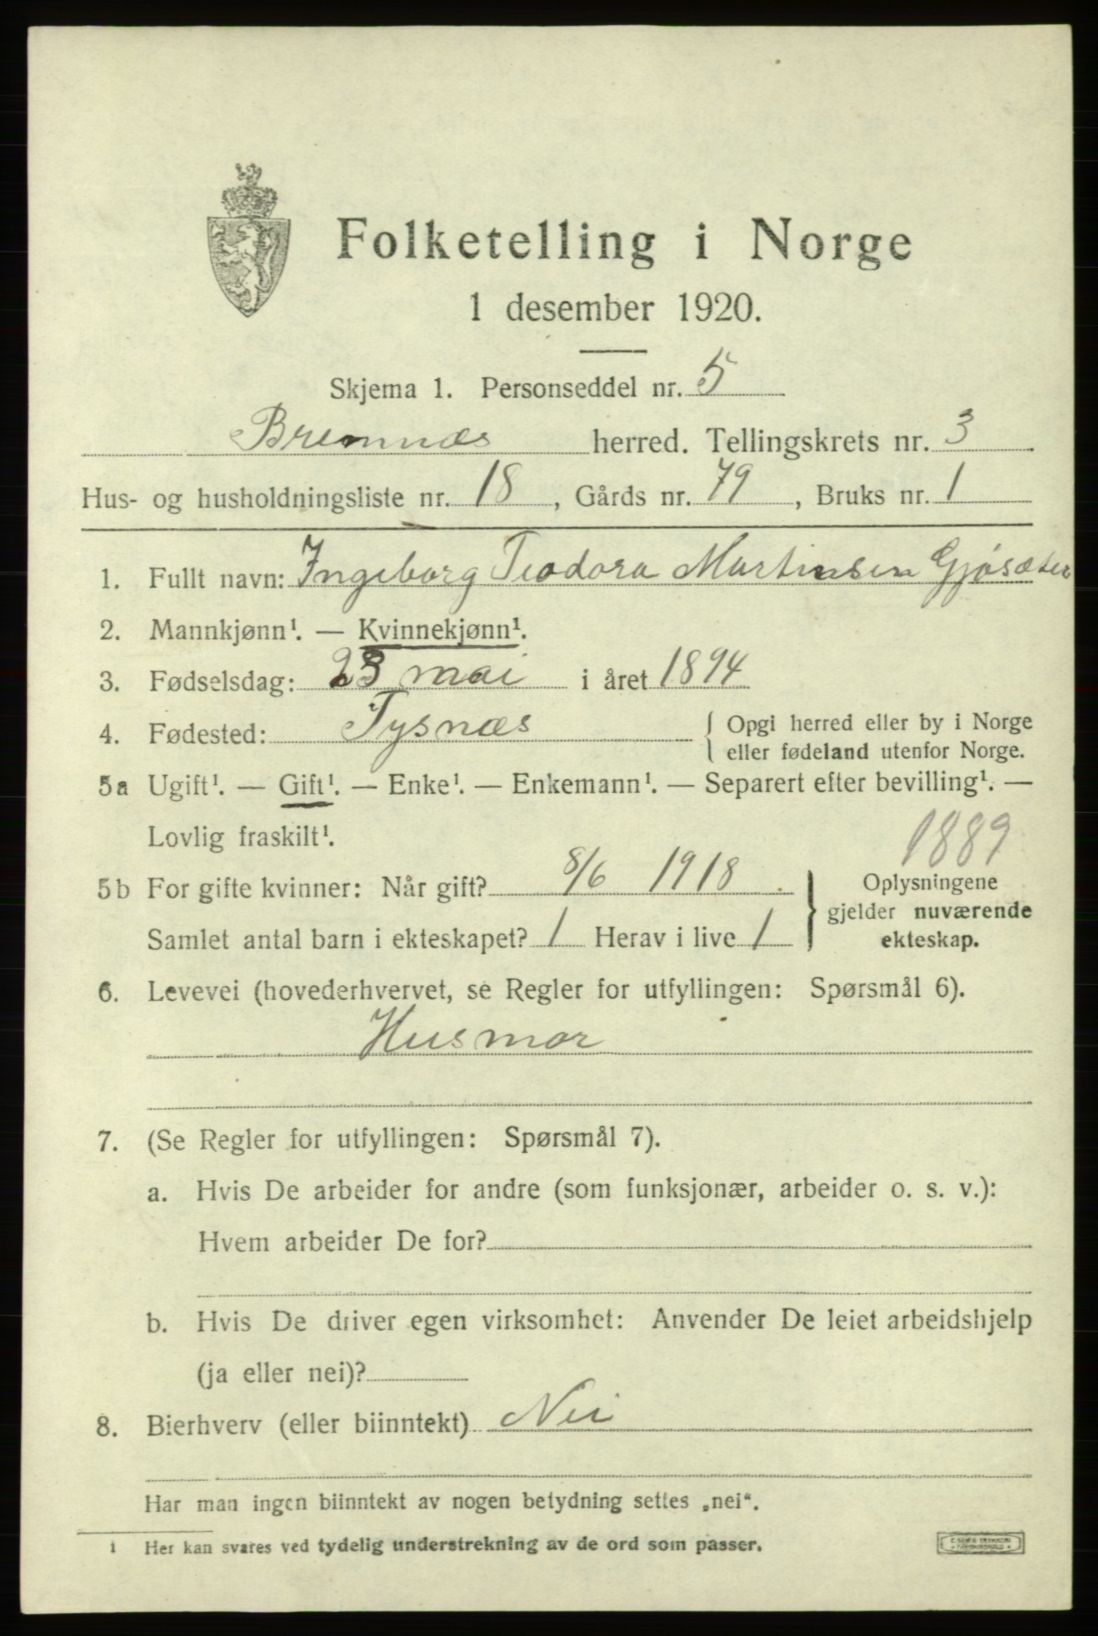 Folketelling i Norge
1 desember 1920.
Skjema 1. Personseddel nr. 5
Bremnæs herred. Tellingskrets nr. 3
Hus- og husholdningsliste nr. 18, Gårds nr. 79, Bruks nr. 1
1. Fullt navn: Ingeborg Teodora Martinsen Gjøsæter
2. Mannkjønn¹. — Kvinnekjønn¹.
3. Fødselsdag: 23 mai i året 1894
4. Fødested: Tysnæs { Opgi herred eller by i Norge
eller fødeland utenfor Norge.
5a Ugift¹. — Gift¹. — Enke¹. — Enkemann¹. — Separert efter bevilling¹. —
Lovlig fraskilt¹.
1889
5b For gifte kvinner: Når gift? 8/6 1918
Samlet antal barn i ekteskapet? 1 Herav i live 1
} Oplysningene
gjelder nuværende
ekteskap.
6. Levevei (hovederhvervet, se Regler for utfyllingen: Spørsmål 6).
Husmor
7. (Se Regler for utfyllingen: Spørsmål 7).
a. Hvis De arbeider for andre (som funksjonær, arbeider o. s. v.):
Hvem arbeider De for?
b. Hvis De driver egen virksomhet: Anvender De leiet arbeidshjelp
(ja eller nei)?
8. Bierhverv (eller biinntekt) Nei
Har man ingen biinntekt av nogen betydning settes „nei“.
1 Her kan svares ved tydelig understrekning av de ord som passer.